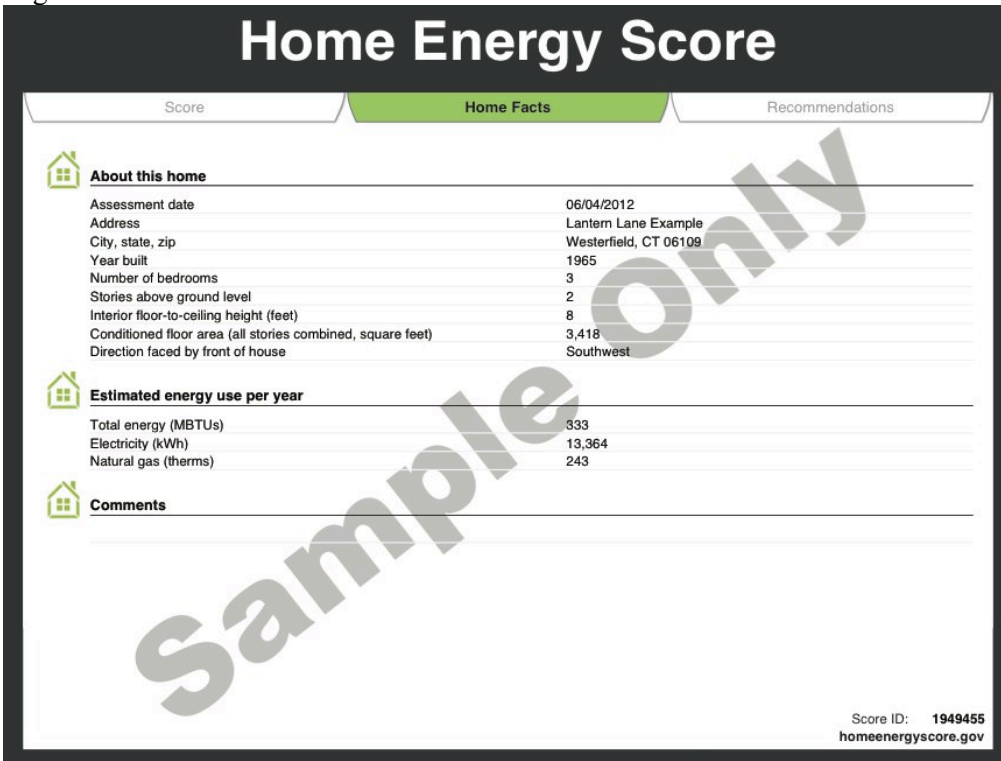 Home Energy Score
Score
Home Facts
Recommendations
About this home
Assessment date 06/04/2012
Address Lantern Lane Example
City, state, zip Westerfield, CT 06109
Year built 1965
Number of bedrooms 3
Stories above ground level 2
Interior floor-to-ceiling height (feet) 8
Conditioned floor area (all stories combined, square feet) 3,418
Direction faced by front of house Southwest
Estimated energy use per year
Total energy (MBTUs) 333
Electricity (kWh) 13,364
Natural gas (therms) 243
Comments
Sample Only
Score ID: 1949455
homeenergyscore.gov